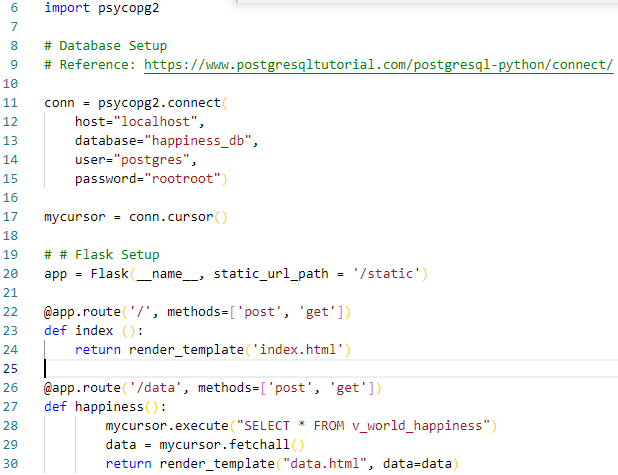 6 import psycopg2
7
8 # Database Setup
9 # Reference: https://www.postgresqltutorial.com/postgresql-python/connect/
10
11 conn = psycopg2.connect(
12     host="localhost",
13     database="happiness_db",
14     user="postgres",
15     password="rootroot")
16
17 mycursor = conn.cursor()
18
19 # # Flask Setup
20 app = Flask(__name__, static_url_path = '/static')
21
22 @app.route('/', methods=['post', 'get'])
23 def index ():
24     return render_template('index.html')
25
26 @app.route('/data', methods=['post', 'get'])
27 def happiness():
28         mycursor.execute("SELECT * FROM v_world_happiness")
29         data = mycursor.fetchall()
30         return render_template("data.html", data=data)